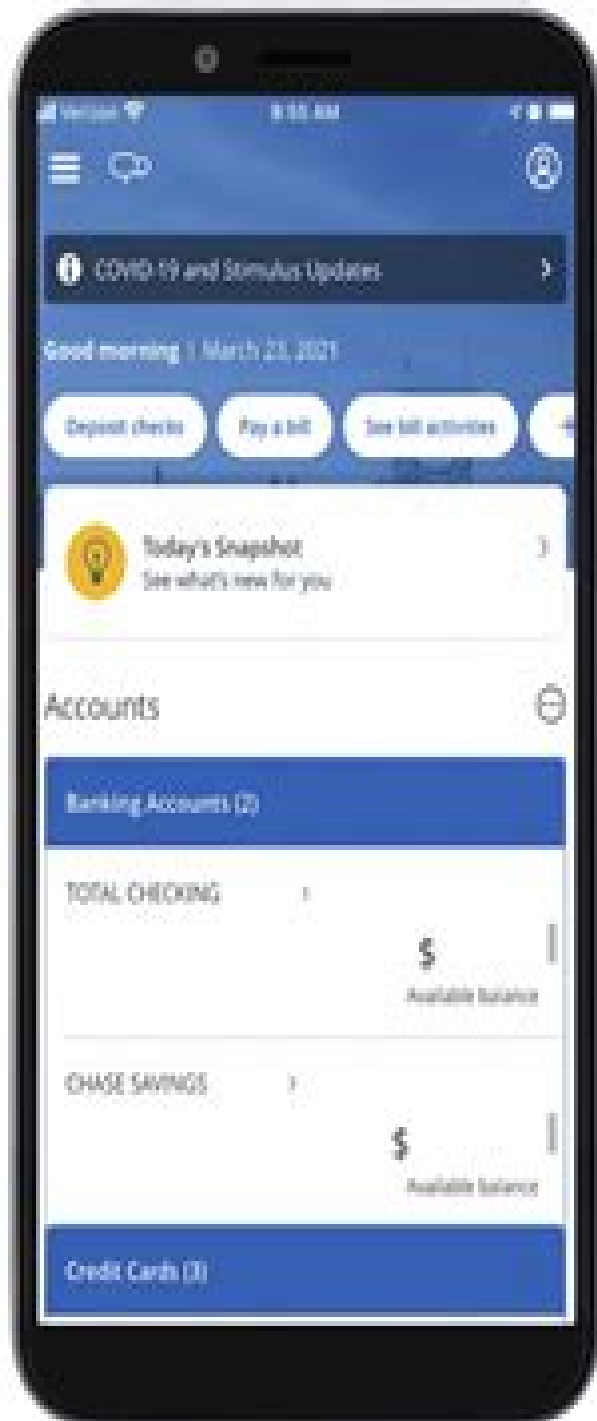 Verizon 8:55 AM
COVID-19 and Stimulus Updates
Good morning | March 23, 2021
Deposit checks Pay a bill See bill activities
Today's Snapshot
See what's new for you
Accounts
Banking Accounts (2)
TOTAL CHECKING
$
Available balance
CHASE SAVINGS
$
Available balance
Credit Cards (3)